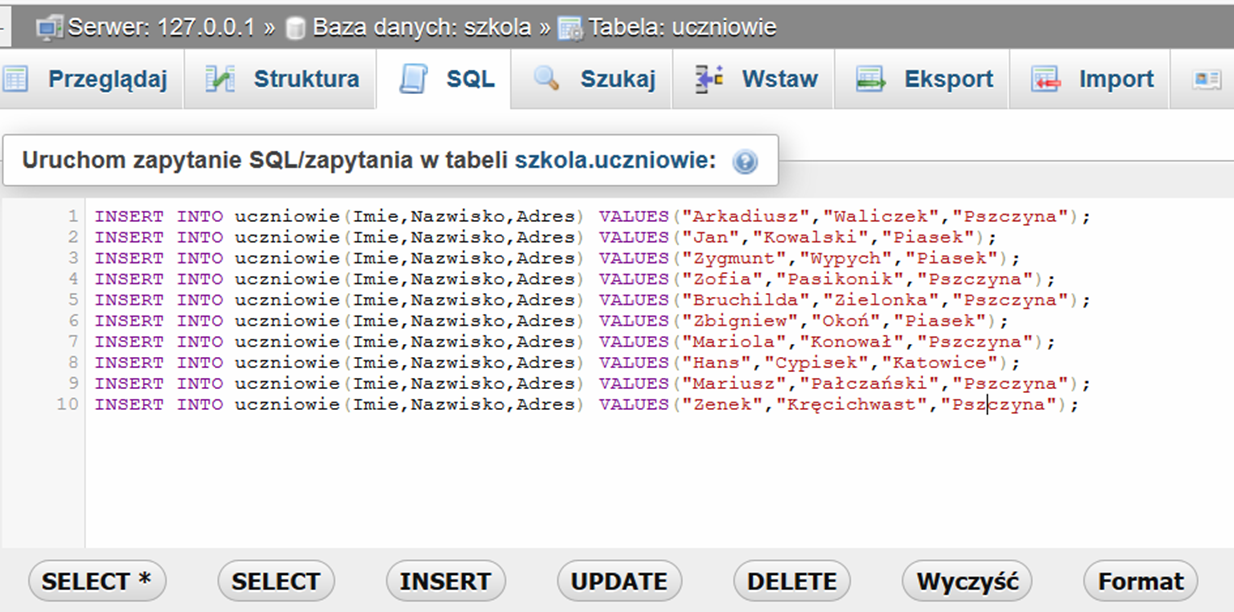 Serwer: 127.0.0.1 » Baza danych: szkola » Tabela: uczniowie
Przeglądaj Struktura SQL Szukaj Wstaw Eksport Import
Uruchom zapytanie SQL/zapytania w tabeli szkola.uczniowie:
1 INSERT INTO uczniowie(Imie,Nazwisko,Adres) VALUES("Arkadiusz","Waliczek","Pszczyna");
2 INSERT INTO uczniowie(Imie,Nazwisko,Adres) VALUES("Jan","Kowalski","Piasek");
3 INSERT INTO uczniowie(Imie,Nazwisko,Adres) VALUES("Zygmunt","Wypych","Piasek");
4 INSERT INTO uczniowie(Imie,Nazwisko,Adres) VALUES("Zofia","Pasikonik","Pszczyna");
5 INSERT INTO uczniowie(Imie,Nazwisko,Adres) VALUES("Bruchilda","Zielonka","Pszczyna");
6 INSERT INTO uczniowie(Imie,Nazwisko,Adres) VALUES("Zbigniew","Okoń","Piasek");
7 INSERT INTO uczniowie(Imie,Nazwisko,Adres) VALUES("Mariola","Konował","Pszczyna");
8 INSERT INTO uczniowie(Imie,Nazwisko,Adres) VALUES("Hans","Cypisek","Katowice");
9 INSERT INTO uczniowie(Imie,Nazwisko,Adres) VALUES("Mariusz","Pałczański","Pszczyna");
10 INSERT INTO uczniowie(Imie,Nazwisko,Adres) VALUES("Zenek","Kręcichwast","Pszczyna");
SELECT * SELECT INSERT UPDATE DELETE Wyczyść Format